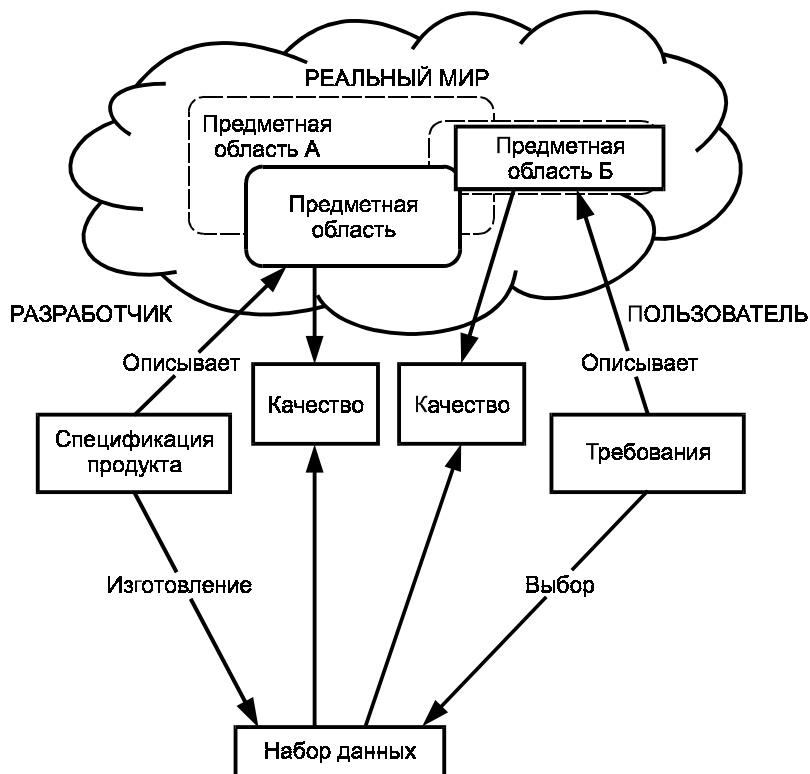 РЕАЛЬНЫЙ МИР
Предметная
область А
Предметная
область Б
Предметная
область
РАЗРАБОТЧИК
ПОЛЬЗОВАТЕЛЬ
Описывает
Описывает
Качество
Качество
Спецификация
продукта
Требования
Изготовление
Выбор
Набор данных